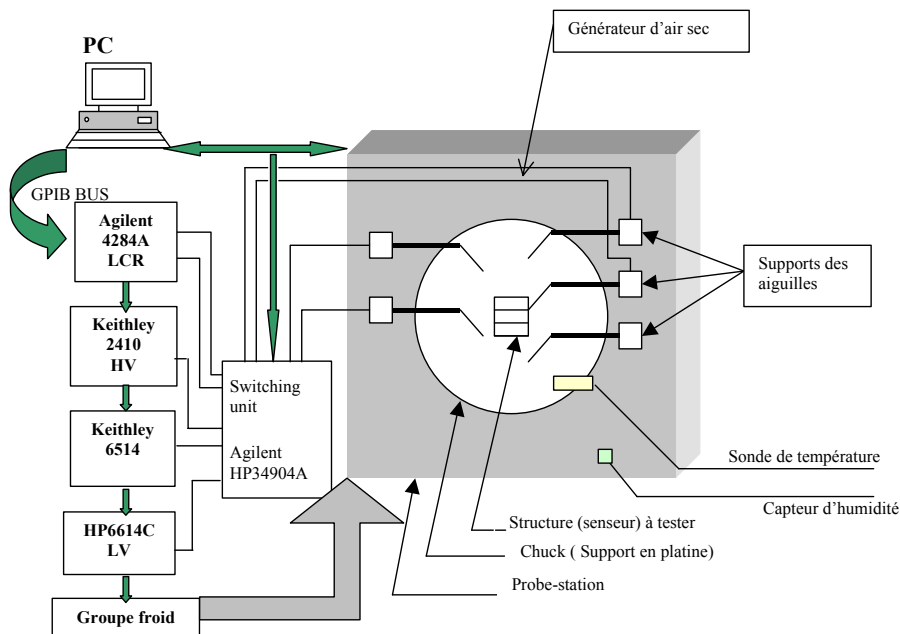 Générateur d'air sec
PC
GPIB BUS
Agilent
4284A
LCR
Keithley
2410
HV
Keithley
6514
HP6614C
LV
Groupe froid
Switching
unit
Agilent
HP34904A
Supports des
aiguilles
Sonde de température
Capteur d'humidité
Structure (senseur) à tester
Chuck ( Support en platine)
Probe-station